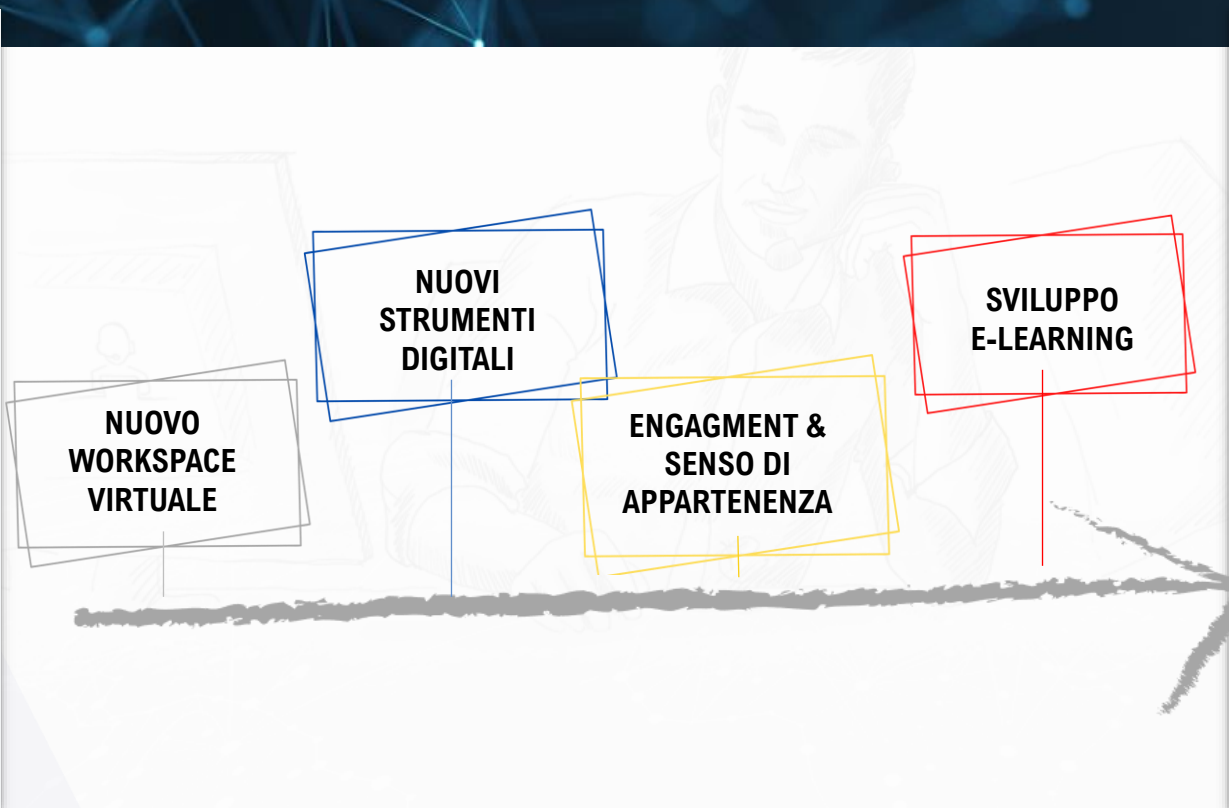 NUOVO
WORKSPACE
VIRTUALE
NUOVI
STRUMENTI
DIGITALI
ENGAGMENT &
SENSO DI
APPARTENENZA
SVILUPPO
E-LEARNING